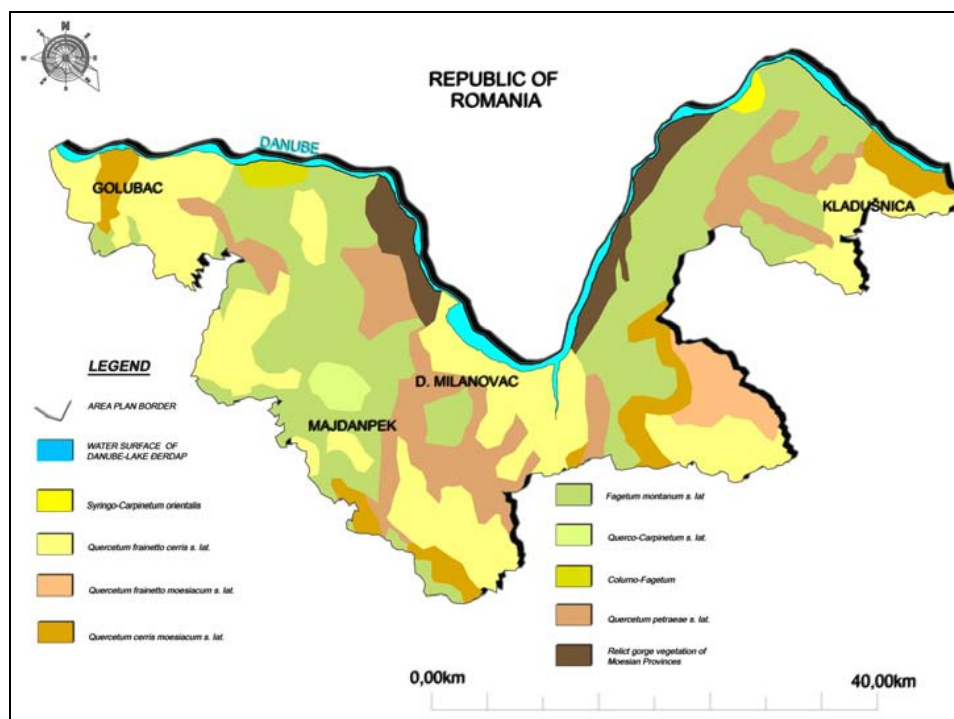 N
REPUBLIC OF
ROMANIA
DANUBE
GOLUBAC
KLADUŠNICA
D. MILANOVAC
MAJDANPEK
LEGEND
AREA PLAN BORDER
WATER SURFACE OF
DANUBE-LAKE ĐERDAP
Syringo-Carpinetum orientalis
Quercetum frainetto cerris s. lat.
Quercetum frainetto moesiacum s. lat.
Quercetum cerris moesiacum s. lat.
Fagetum montanum s. lat
Querco-Carpinetum s. lat.
Columo-Fagetum
Quercetum petraeae s. lat.
Relict gorge vegetation of
Moesian Provinces
0,00km
40,00km